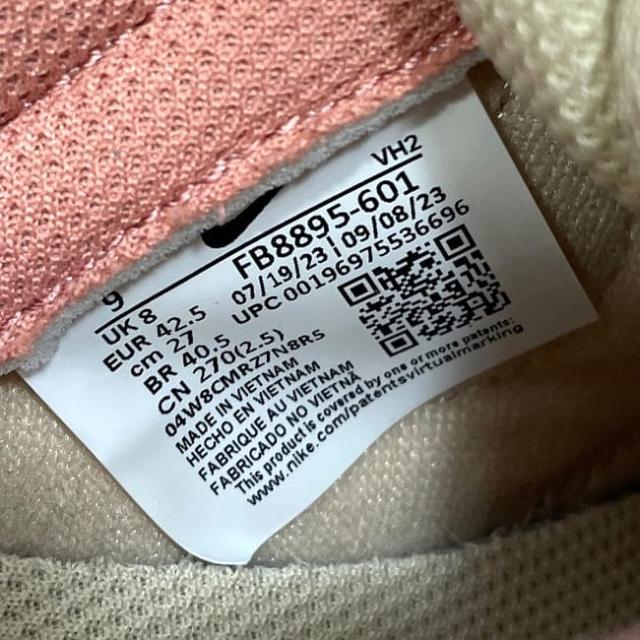 VH2
9
FB8895-601
UK 8
07/19/23 | 09/08/23
EUR 42.5
UPC 00196975536696
cm 27
BR 40.5
CN 270(2.5)
04W8CMRZ7N8R5
MADE IN VIETNAM
HECHO EN VIETNAM
FABRIQUE AU VIETNAM
FABRICADO NO VIETNA
This product is covered by one or more patents:
www.nike.com/patentsvirtualmarking